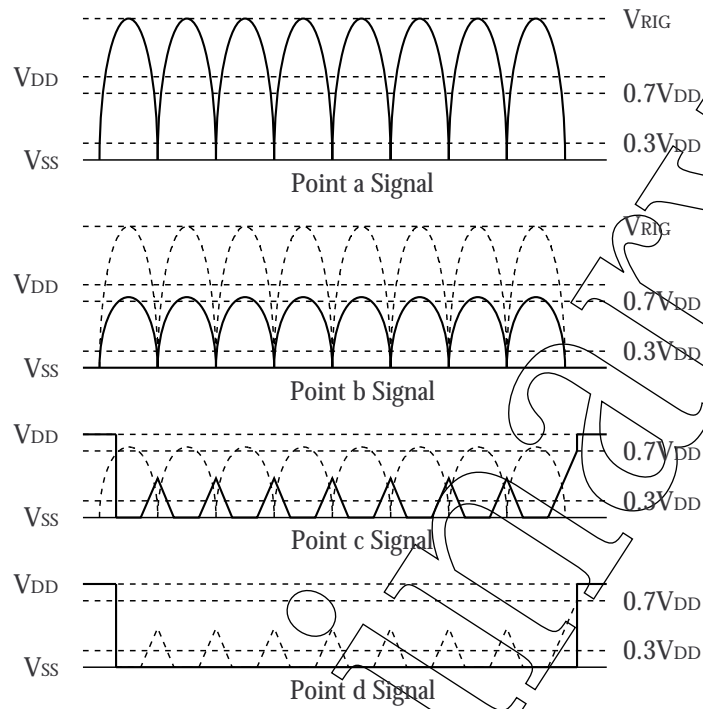 VRIG
VDD
0.7VDD
0.3VDD
VSS
Point a Signal
VRIG
VDD
0.7VDD
0.3VDD
VSS
Point b Signal
VDD
0.7VDD
0.3VDD
VSS
Point c Signal
VDD
0.7VDD
0.3VDD
VSS
Point d Signal